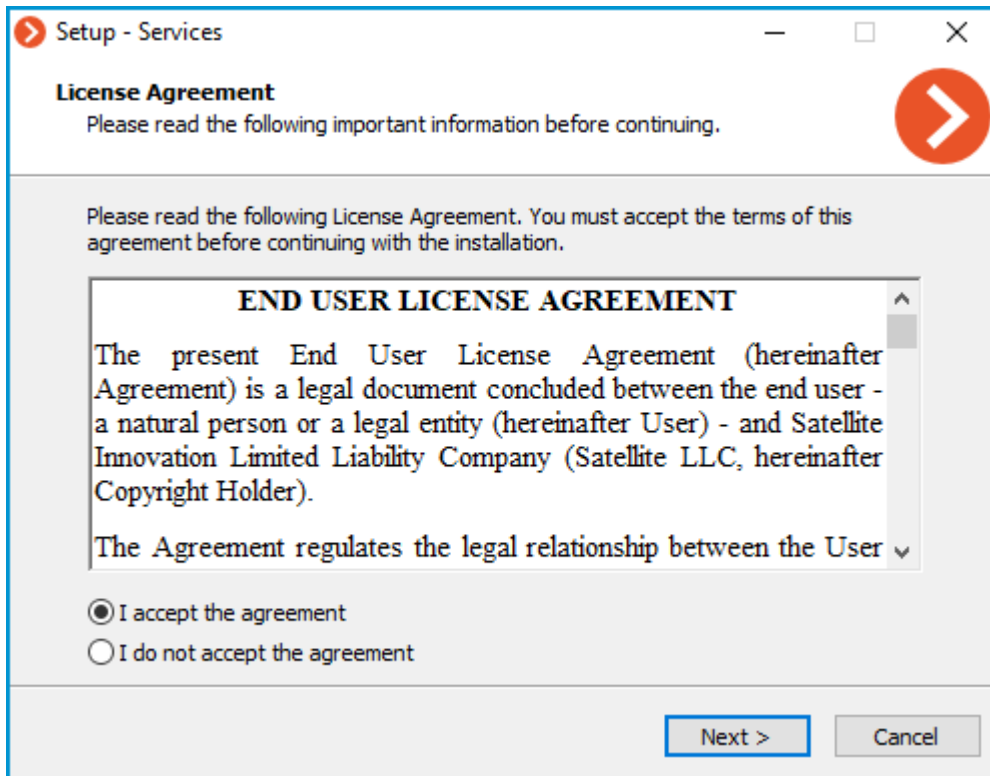 Setup - Services
License Agreement
Please read the following important information before continuing.
Please read the following License Agreement. You must accept the terms of this
agreement before continuing with the installation.
END USER LICENSE AGREEMENT
The present End User License Agreement (hereinafter
Agreement) is a legal document concluded between the end user -
a natural person or a legal entity (hereinafter User) - and Satellite
Innovation Limited Liability Company (Satellite LLC, hereinafter
Copyright Holder).
The Agreement regulates the legal relationship between the User
I accept the agreement
I do not accept the agreement
Next >
Cancel